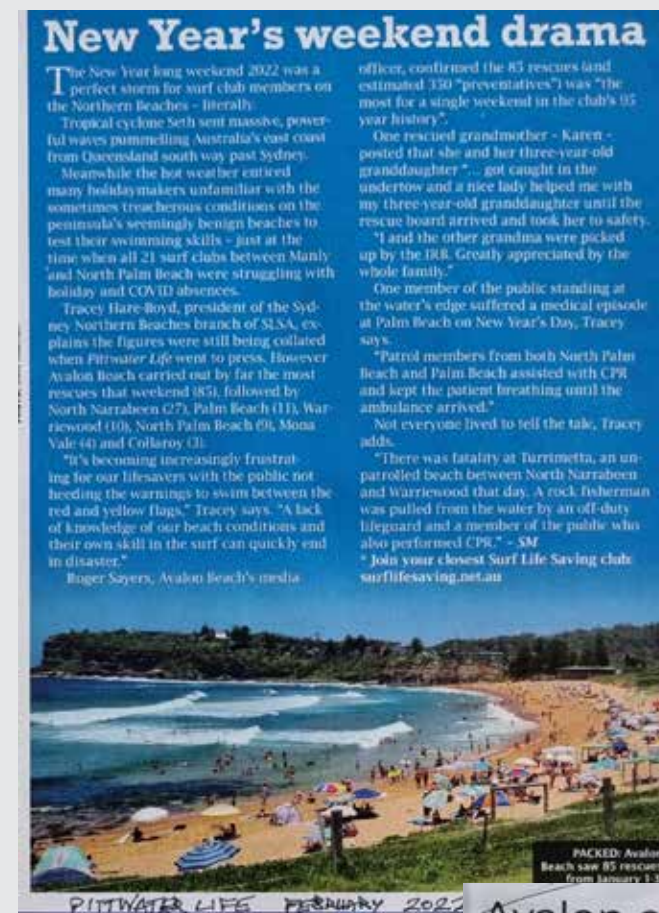 New Year's weekend drama
The New Year long weekend 2022 was a
perfect storm for surf club members on
the Northern Beaches – literally.
Tropical cyclone Seth sent massive, power-
ful waves pummelling Australia's east coast
from Queensland south way past Sydney.
Meanwhile the hot weather enticed
many holidaymakers unfamiliar with the
sometimes treacherous conditions on the
peninsula's seemingly benign beaches to
test their swimming skills – just at the
time when all 21 surf clubs between Manly
and North Palm Beach were struggling with
holiday and COVID absences.
Tracey Hare-Boyd, president of the Syd-
ney Northern Beaches branch of SLSA, ex-
plains the figures were still being collated
when Pittwater Life went to press. However
Avalon Beach carried out by far the most
rescues that weekend (85), followed by
North Narrabeen (27), Palm Beach (11), War-
riewood (10), North Palm Beach (9), Mona
Vale (4) and Collaroy (3).
"It's becoming increasingly frustrat-
ing for our lifesavers with the public not
heeding the warnings to swim between the
red and yellow flags," Tracey says. "A lack
of knowledge of our beach conditions and
their own skill in the surf can quickly end
in disaster."
Roger Sayers, Avalon Beach's media
officer, confirmed the 85 rescues (and
estimated 350 "preventatives") was "the
most for a single weekend in the club's 95
year history".
One rescued grandmother - Karen -
posted that she and her three-year-old
granddaughter "... got caught in the
undertow and a nice lady helped me with
my three-year-old granddaughter until the
rescue board arrived and took her to safety.
"I and the other grandma were picked
up by the IRB. Greatly appreciated by the
whole family."
One member of the public standing at
the water's edge suffered a medical episode
at Palm Beach on New Year's Day, Tracey
says.
"Patrol members from both North Palm
Beach and Palm Beach assisted with CPR
and kept the patient breathing until the
ambulance arrived."
Not everyone lived to tell the tale, Tracey
adds.
"There was fatality at Turrimetta, an un-
patrolled beach between North Narrabeen
and Warriewood that day. A rock fisherman
was pulled from the water by an off-duty
lifeguard and a member of the public who
also performed CPR." – SM
* Join your closest Surf Life Saving club:
surflifesaving.net.au
PACKED: Avalon
Beach saw 85 rescues
from January 1-3
PITTWATER LIFE FEBRUARY 2022
Avalon